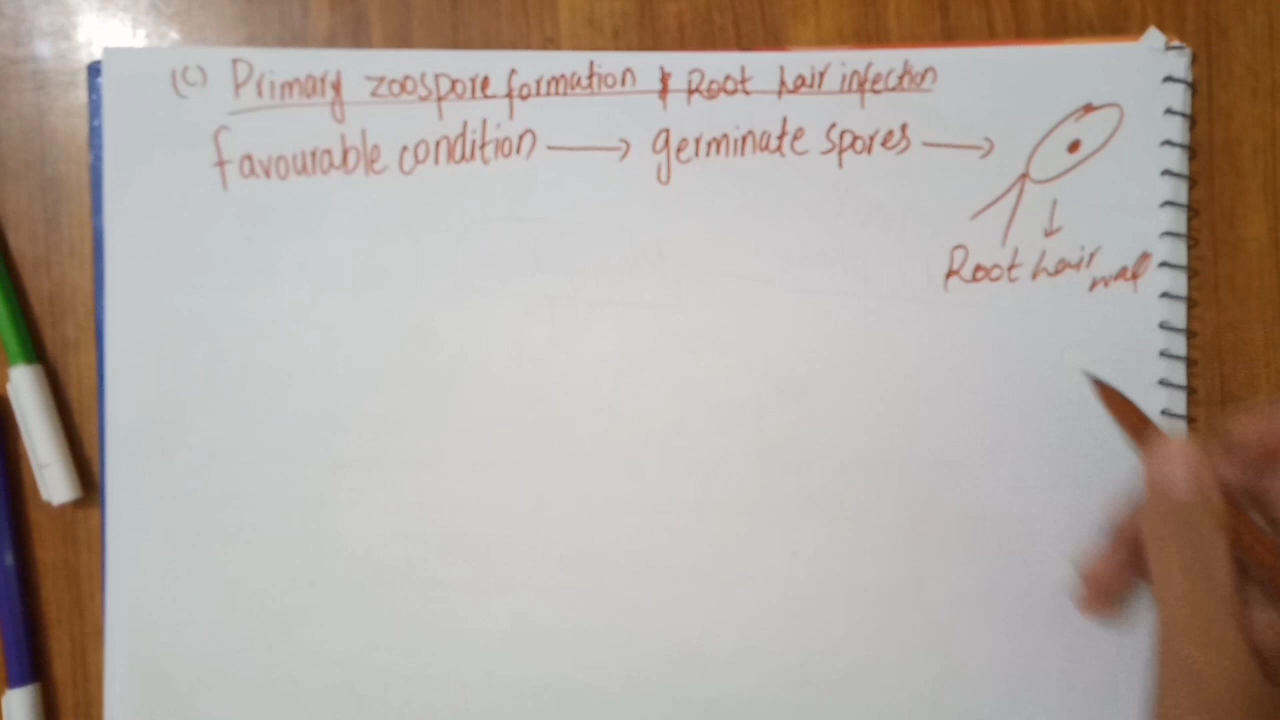 (C) Primary zoospore formation & Root hair infection
favourable condition → germinate spores →
↓
Root hair wall